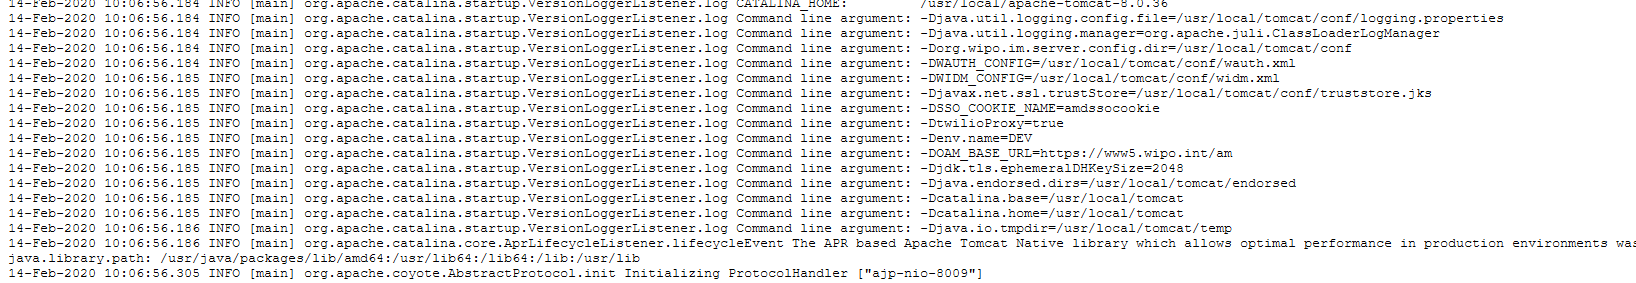 14-Feb-2020 10:06:56.184 INFO [main] org.apache.catalina.startup.VersionLoggerListener.log CATALINA_HOME:         /usr/local/apache-tomcat-8.0.36
14-Feb-2020 10:06:56.184 INFO [main] org.apache.catalina.startup.VersionLoggerListener.log Command line argument: -Djava.util.logging.config.file=/usr/local/tomcat/conf/logging.properties
14-Feb-2020 10:06:56.184 INFO [main] org.apache.catalina.startup.VersionLoggerListener.log Command line argument: -Djava.util.logging.manager=org.apache.juli.ClassLoaderLogManager
14-Feb-2020 10:06:56.184 INFO [main] org.apache.catalina.startup.VersionLoggerListener.log Command line argument: -Dorg.wipo.im.server.config.dir=/usr/local/tomcat/conf
14-Feb-2020 10:06:56.184 INFO [main] org.apache.catalina.startup.VersionLoggerListener.log Command line argument: -DWAUTH_CONFIG=/usr/local/tomcat/conf/wauth.xml
14-Feb-2020 10:06:56.185 INFO [main] org.apache.catalina.startup.VersionLoggerListener.log Command line argument: -DWIDM_CONFIG=/usr/local/tomcat/conf/widm.xml
14-Feb-2020 10:06:56.185 INFO [main] org.apache.catalina.startup.VersionLoggerListener.log Command line argument: -Djavax.net.ssl.trustStore=/usr/local/tomcat/conf/truststore.jks
14-Feb-2020 10:06:56.185 INFO [main] org.apache.catalina.startup.VersionLoggerListener.log Command line argument: -DSSO_COOKIE_NAME=amdssocookie
14-Feb-2020 10:06:56.185 INFO [main] org.apache.catalina.startup.VersionLoggerListener.log Command line argument: -DtwilioProxy=true
14-Feb-2020 10:06:56.185 INFO [main] org.apache.catalina.startup.VersionLoggerListener.log Command line argument: -Denv.name=DEV
14-Feb-2020 10:06:56.185 INFO [main] org.apache.catalina.startup.VersionLoggerListener.log Command line argument: -DOAM_BASE_URL=https://www5.wipo.int/am
14-Feb-2020 10:06:56.185 INFO [main] org.apache.catalina.startup.VersionLoggerListener.log Command line argument: -Djdk.tls.ephemeralDHKeySize=2048
14-Feb-2020 10:06:56.185 INFO [main] org.apache.catalina.startup.VersionLoggerListener.log Command line argument: -Djava.endorsed.dirs=/usr/local/tomcat/endorsed
14-Feb-2020 10:06:56.185 INFO [main] org.apache.catalina.startup.VersionLoggerListener.log Command line argument: -Dcatalina.base=/usr/local/tomcat
14-Feb-2020 10:06:56.185 INFO [main] org.apache.catalina.startup.VersionLoggerListener.log Command line argument: -Dcatalina.home=/usr/local/tomcat
14-Feb-2020 10:06:56.186 INFO [main] org.apache.catalina.startup.VersionLoggerListener.log Command line argument: -Djava.io.tmpdir=/usr/local/tomcat/temp
14-Feb-2020 10:06:56.186 INFO [main] org.apache.catalina.core.AprLifecycleListener.lifecycleEvent The APR based Apache Tomcat Native library which allows optimal performance in production environments was
java.library.path: /usr/java/packages/lib/amd64:/usr/lib64:/lib64:/lib:/usr/lib
14-Feb-2020 10:06:56.305 INFO [main] org.apache.coyote.AbstractProtocol.init Initializing ProtocolHandler ["ajp-nio-8009"]